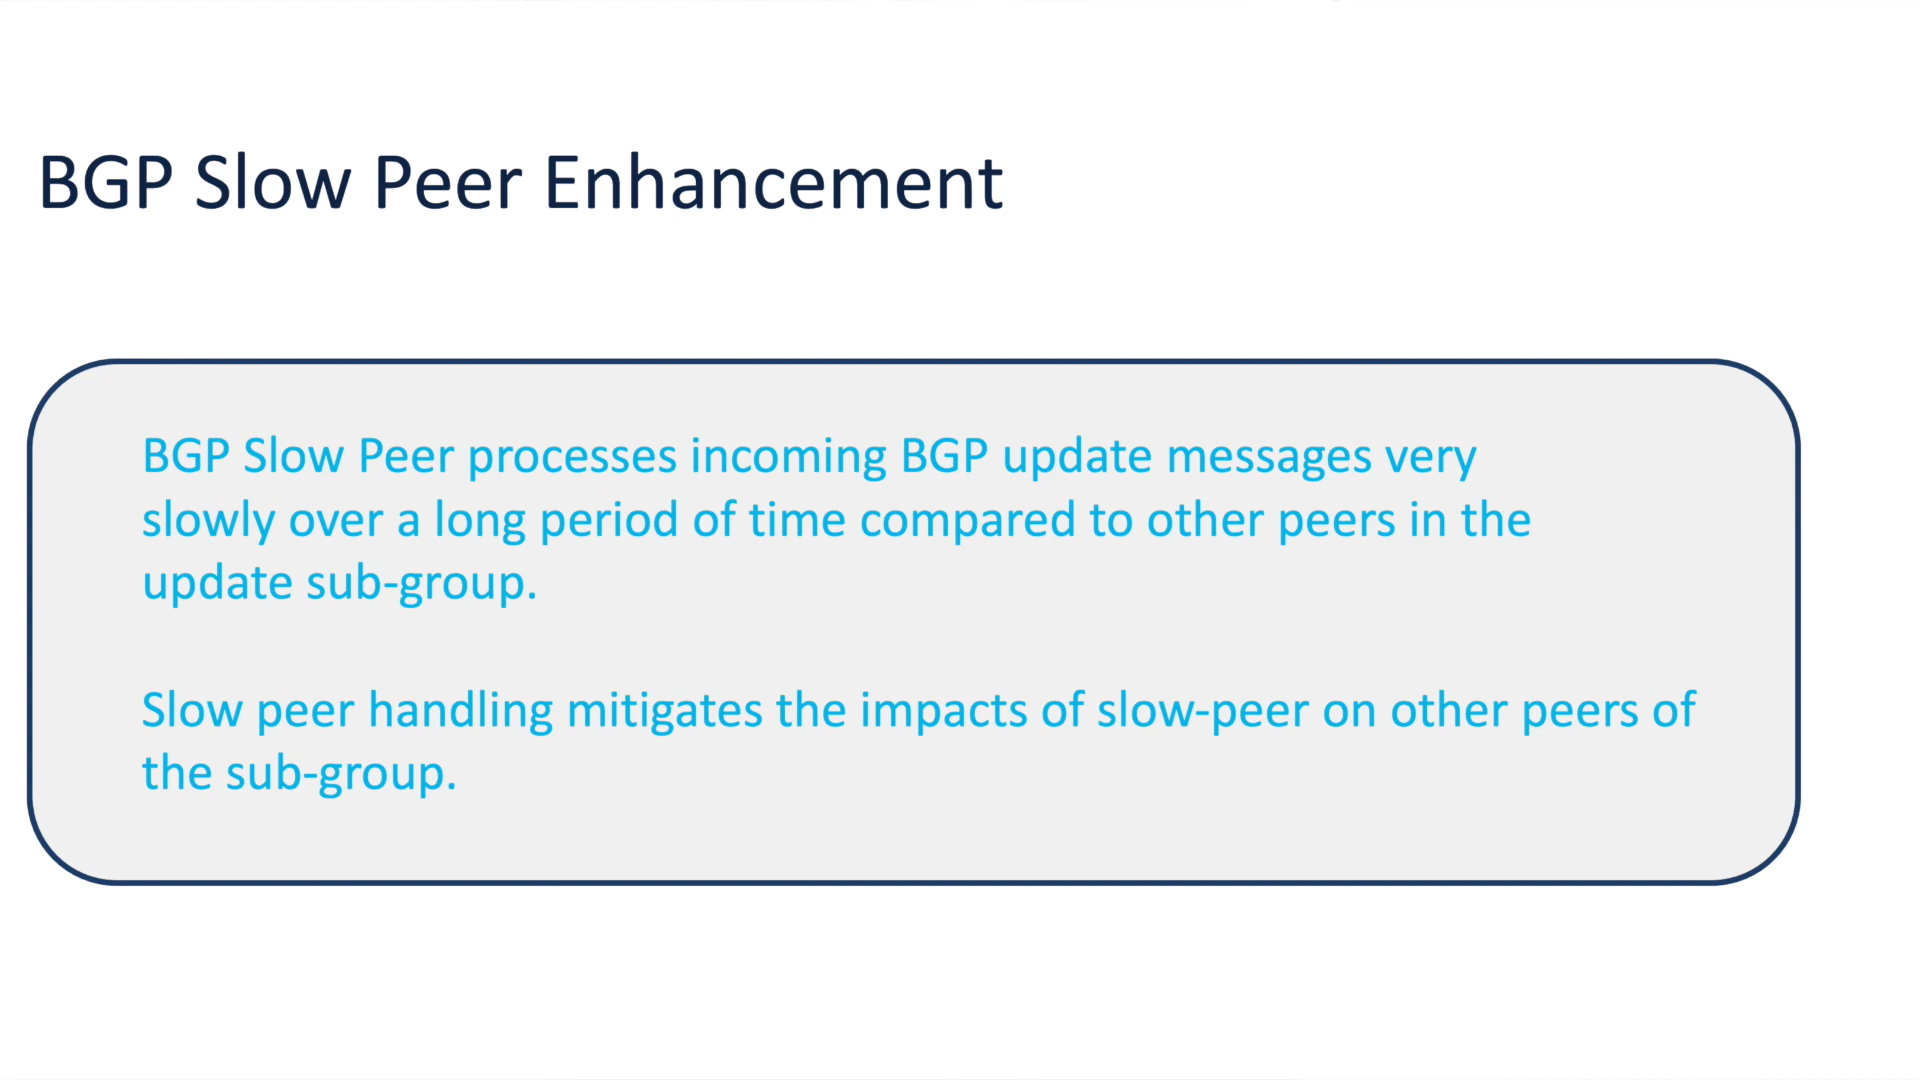 BGP Slow Peer Enhancement
BGP Slow Peer processes incoming BGP update messages very
slowly over a long period of time compared to other peers in the
update sub-group.
Slow peer handling mitigates the impacts of slow-peer on other peers of
the sub-group.